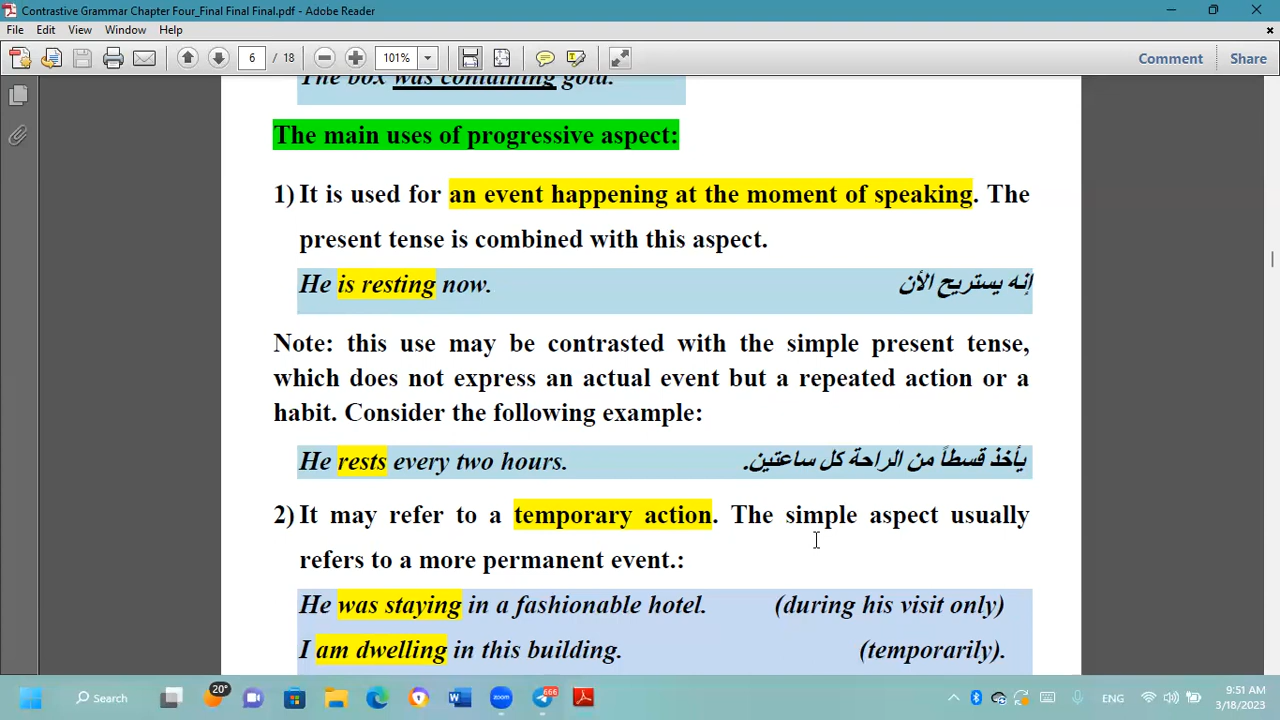 Contrastive Grammar Chapter Four_Final Final Final.pdf - Adobe Reader
File Edit View Window Help
6 / 18 101% Comment Share
The box was containing gold.
The main uses of progressive aspect:
1) It is used for an event happening at the moment of speaking. The
present tense is combined with this aspect.
He is resting now. إنه يستريح الأن
Note: this use may be contrasted with the simple present tense,
which does not express an actual event but a repeated action or a
habit. Consider the following example:
He rests every two hours. يأخذ قسطاً من الراحة كل ساعتين.
2) It may refer to a temporary action. The simple aspect usually
refers to a more permanent event.:
He was staying in a fashionable hotel. (during his visit only)
I am dwelling in this building. (temporarily).
Search 20° 666 ENG 9:51 AM
3/18/2023